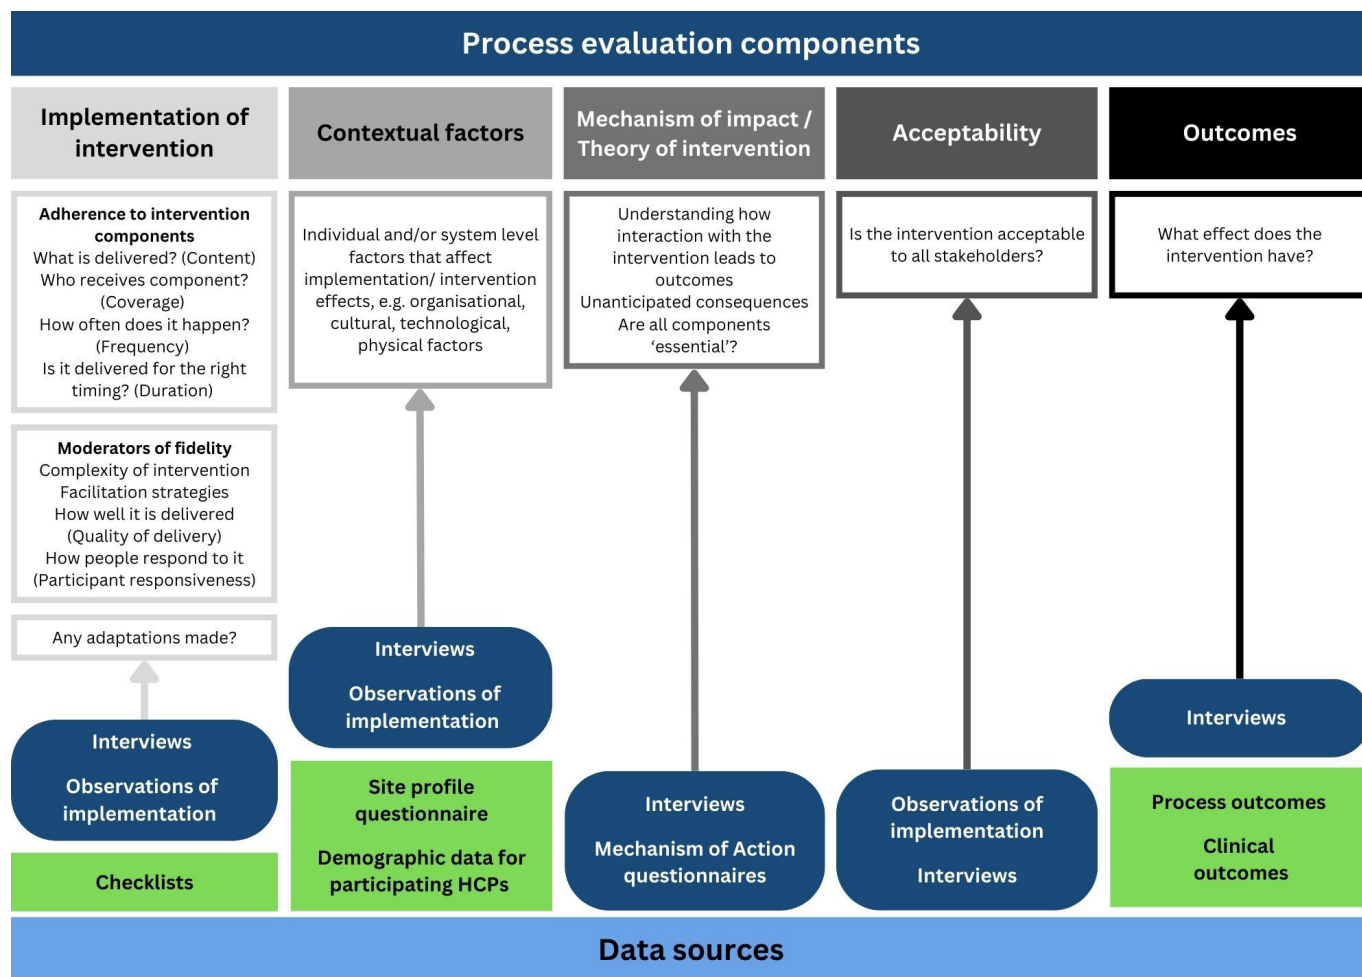 Process evaluation components
Implementation of
intervention
Adherence to intervention
components
What is delivered? (Content)
Who receives component?
(Coverage)
How often does it happen?
(Frequency)
Is it delivered for the right
timing? (Duration)
Moderators of fidelity
Complexity of intervention
Facilitation strategies
How well it is delivered
(Quality of delivery)
How people respond to it
(Participant responsiveness)
Any adaptations made?
Interviews
Observations of
implementation
Checklists
Contextual factors
Individual and/or system level
factors that affect
implementation/ intervention
effects, e.g. organisational,
cultural, technological,
physical factors
Interviews
Observations of
implementation
Site profile
questionnaire
Demographic data for
participating HCPs
Mechanism of impact /
Theory of intervention
Understanding how
interaction with the
intervention leads to
outcomes
Unanticipated consequences
Are all components
‘essential’?
Interviews
Mechanism of Action
questionnaires
Acceptability
Is the intervention acceptable
to all stakeholders?
Observations of
implementation
Interviews
Outcomes
What effect does the
intervention have?
Interviews
Process outcomes
Clinical
outcomes
Data sources